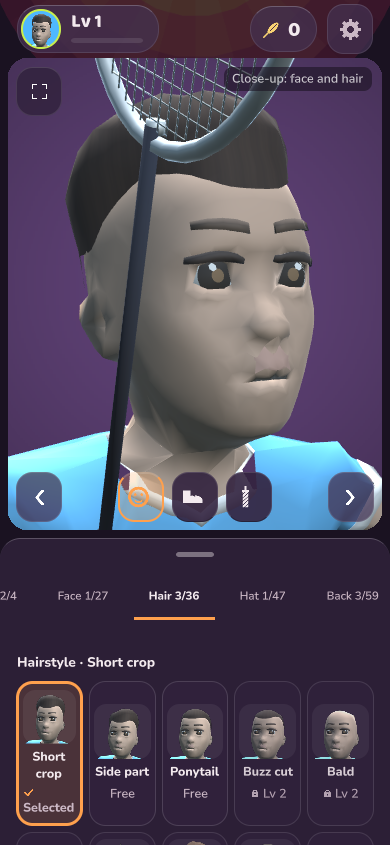 Lv 1
0
Close-up: face and hair
2/4
Face 1/27
Hair 3/36
Hat 1/47
Back 3/59
Hairstyle · Short crop
Short
crop
Selected
Side part
Free
Ponytail
Free
Buzz cut
Lv 2
Bald
Lv 2